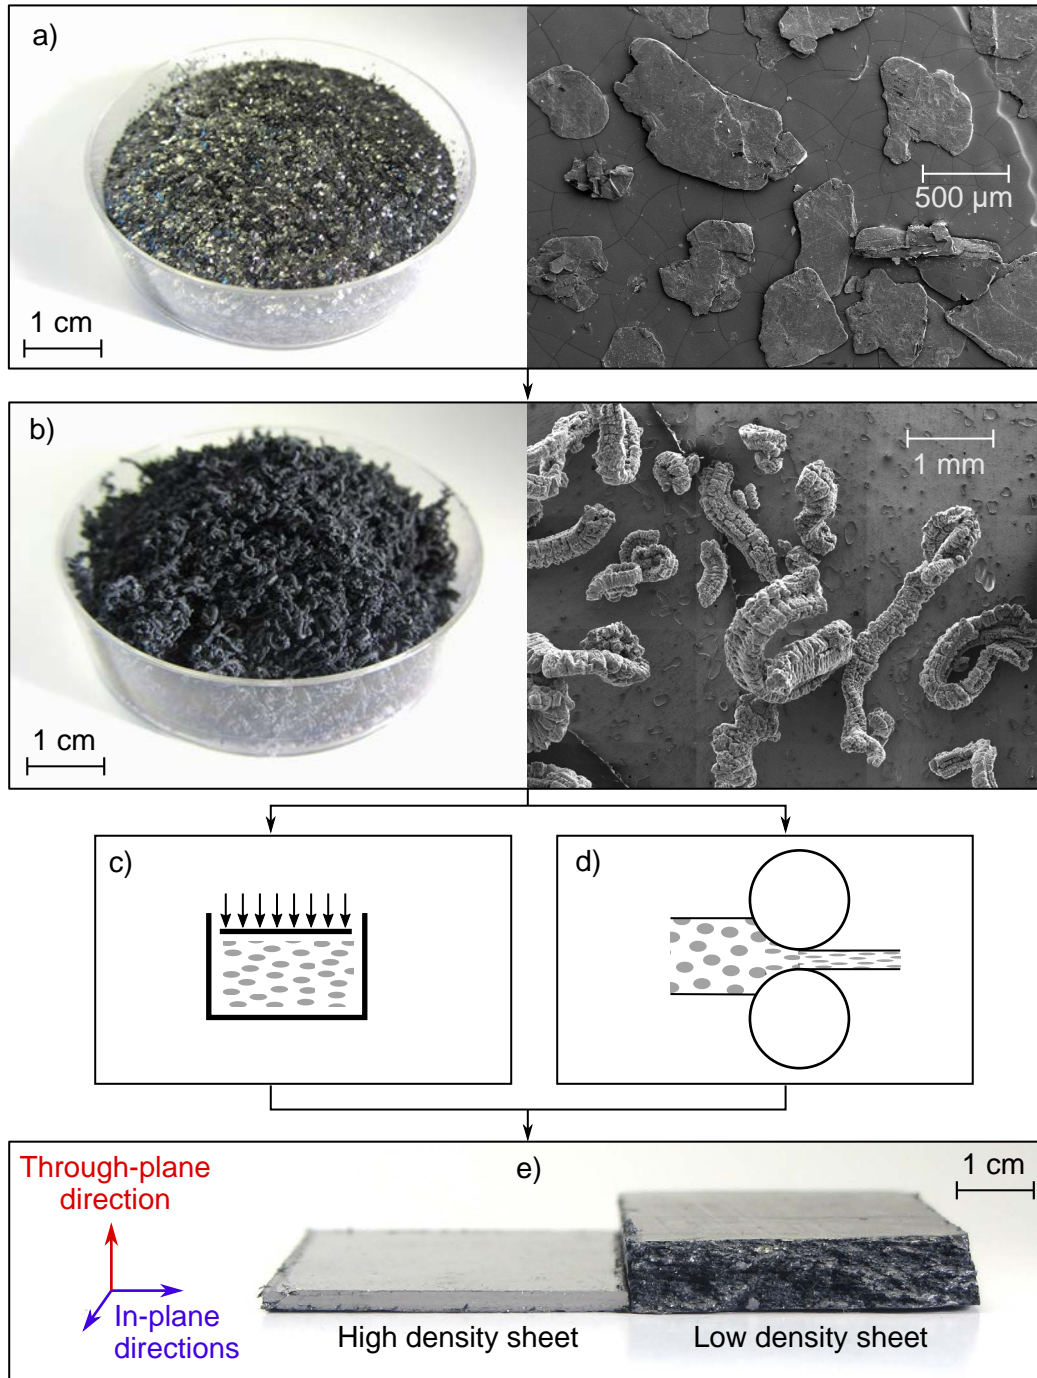 a)
500 µm
1 cm
b)
1 mm
1 cm
c)
d)
e)
1 cm
Through-plane
direction
In-plane
directions
High density sheet
Low density sheet